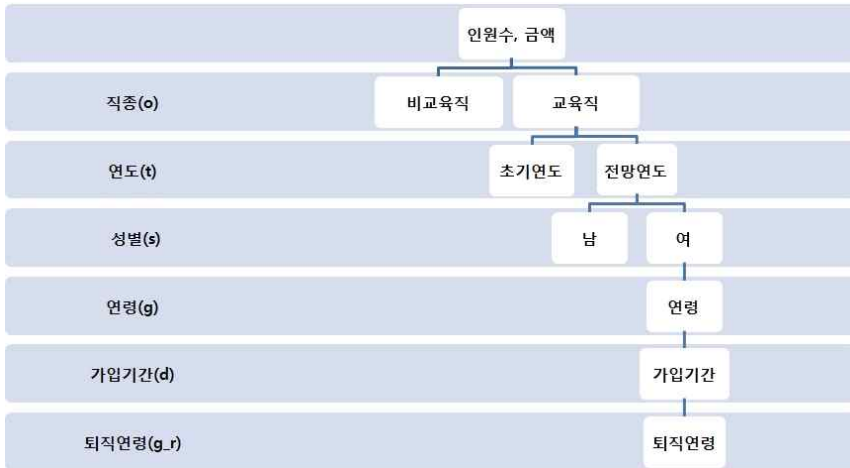 인원수, 금액
직종(o)
비교육직
교육직
연도(t)
초기연도
전망연도
성별(s)
남
여
연령(g)
연령
가입기간(d)
가입기간
퇴직연령(g_r)
퇴직연령